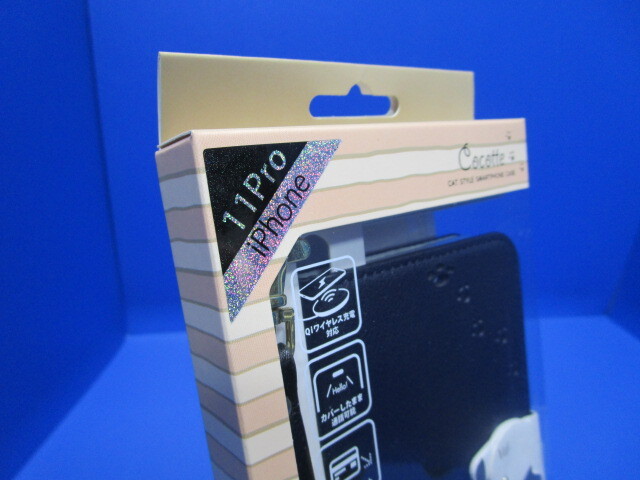 11Pro
iPhone
Cocotte
CAT STYLE SMARTPHONE CASE
Qiワイヤレス充電
対応
Hello!
カバーしたまま
通話可能